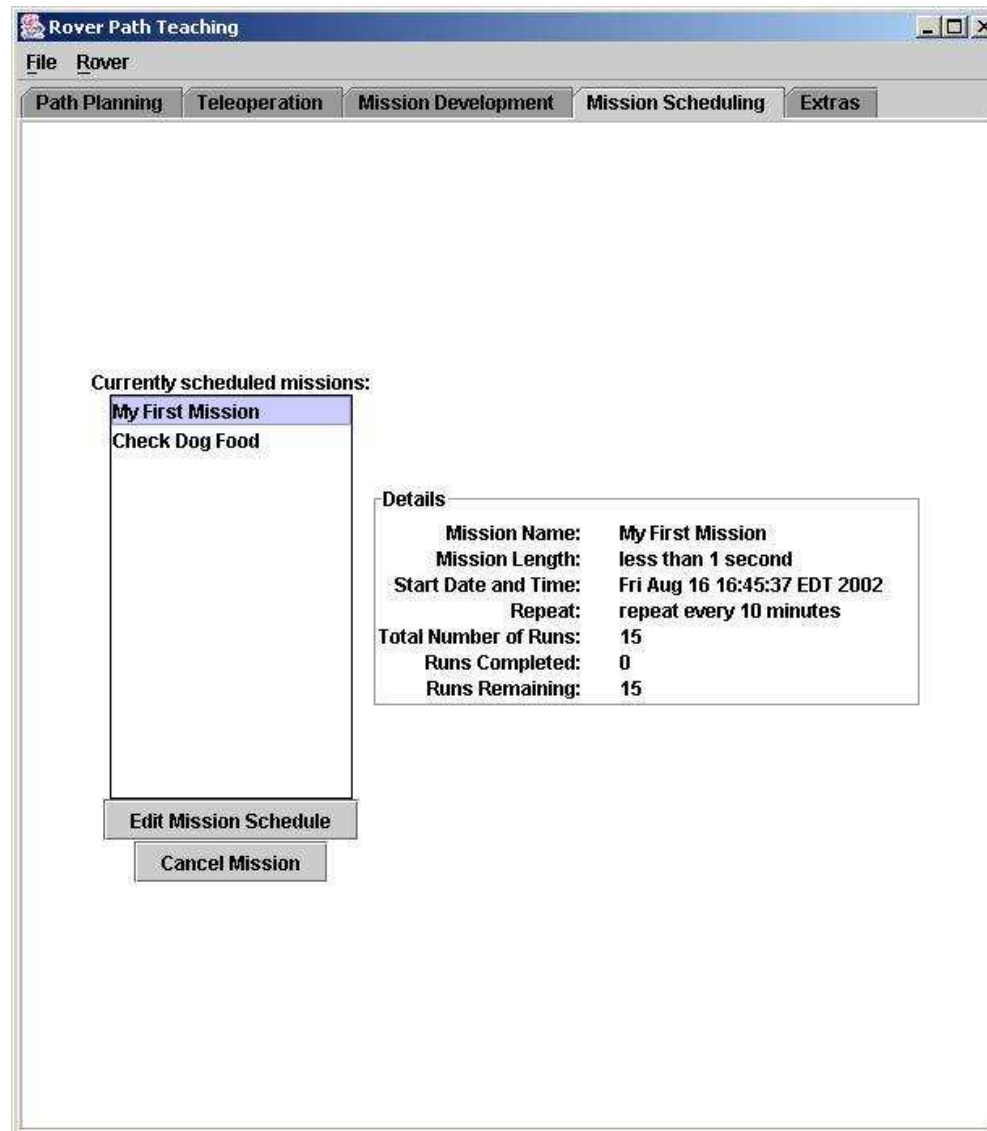 Rover Path Teaching
File Rover
Path Planning Teleoperation Mission Development Mission Scheduling Extras
Currently scheduled missions:
My First Mission
Check Dog Food
Details
Mission Name: My First Mission
Mission Length: less than 1 second
Start Date and Time: Fri Aug 16 16:45:37 EDT 2002
Repeat: repeat every 10 minutes
Total Number of Runs: 15
Runs Completed: 0
Runs Remaining: 15
Edit Mission Schedule
Cancel Mission